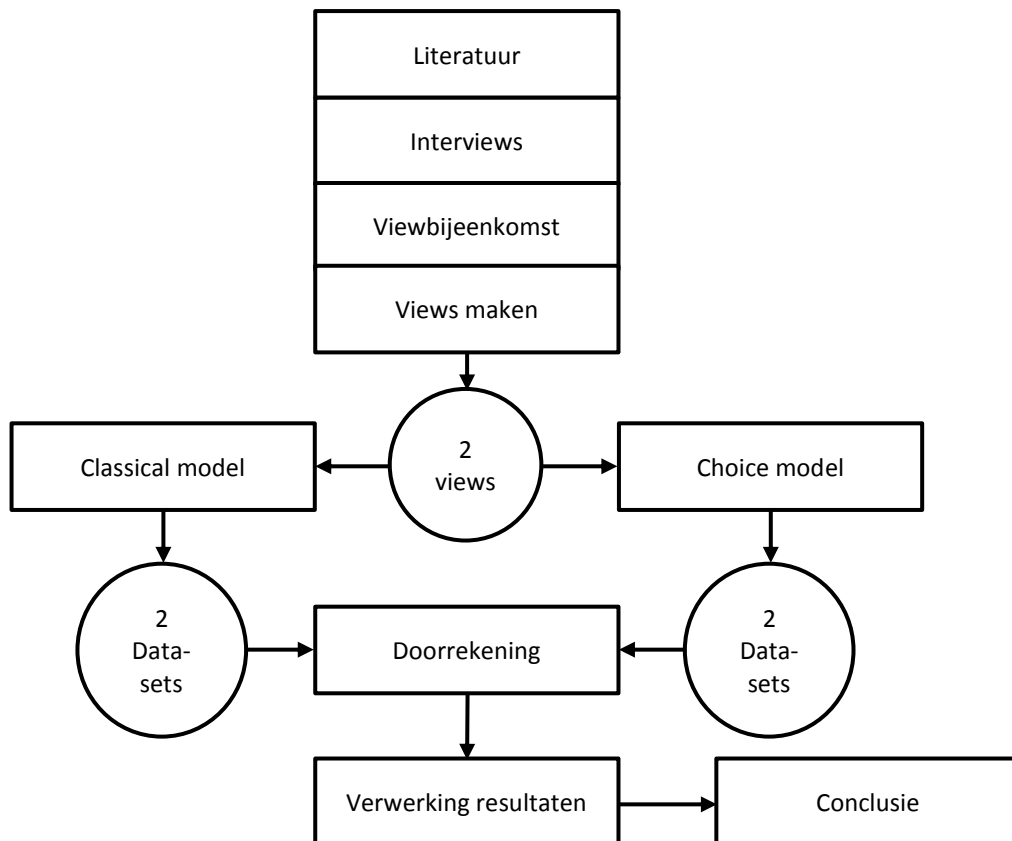 Literatuur
Interviews
Viewbijeenkomst
Views maken
2
views
Classical model
Choice model
2
Data-
sets
Doorrekening
2
Data-
sets
Verwerking resultaten
Conclusie